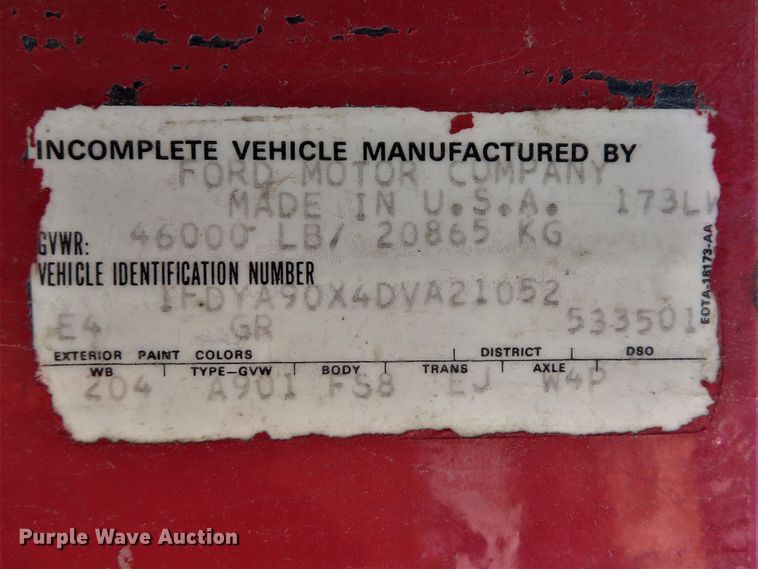 INCOMPLETE VEHICLE MANUFACTURED BY
FORD MOTOR COMPANY
MADE IN U.S.A. 173LW
GVWR: 46000 LB/ 20865 KG
VEHICLE IDENTIFICATION NUMBER
1FDYA90X4DVA21052
E4 GR 533501
EXTERIOR PAINT COLORS DISTRICT DSO
WB TYPE-GVW BODY TRANS AXLE
204 A901 FS8 EJ W4P
EOTA-18173-AA
Purple Wave Auction